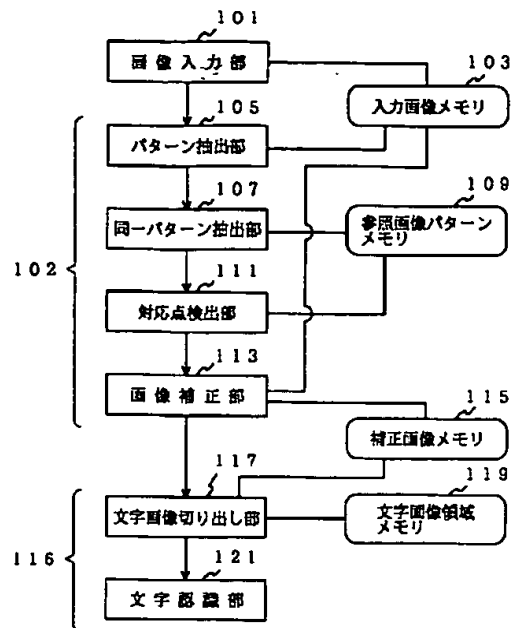 101
画像入力部
103
入力画像メモリ
105
パターン抽出部
107
同一パターン抽出部
109
参照画像パターン
メモリ
102
111
対応点検出部
113
画像補正部
115
補正画像メモリ
117
文字画像切り出し部
119
文字画像領域
メモリ
116
121
文字認識部